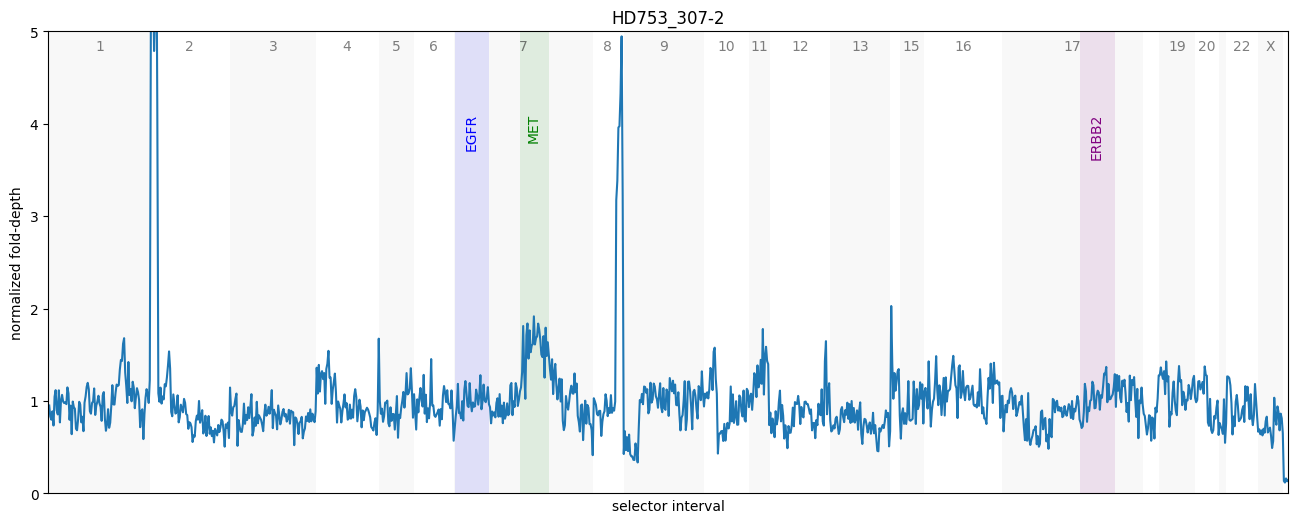 HD753_307-2
5
4
3
2
1
0
normalized fold-depth
1 2 3 4 5 6 7 8 9 10 11 12 13 15 16 17 19 20 22 X
EGFR
MET
ERBB2
selector interval